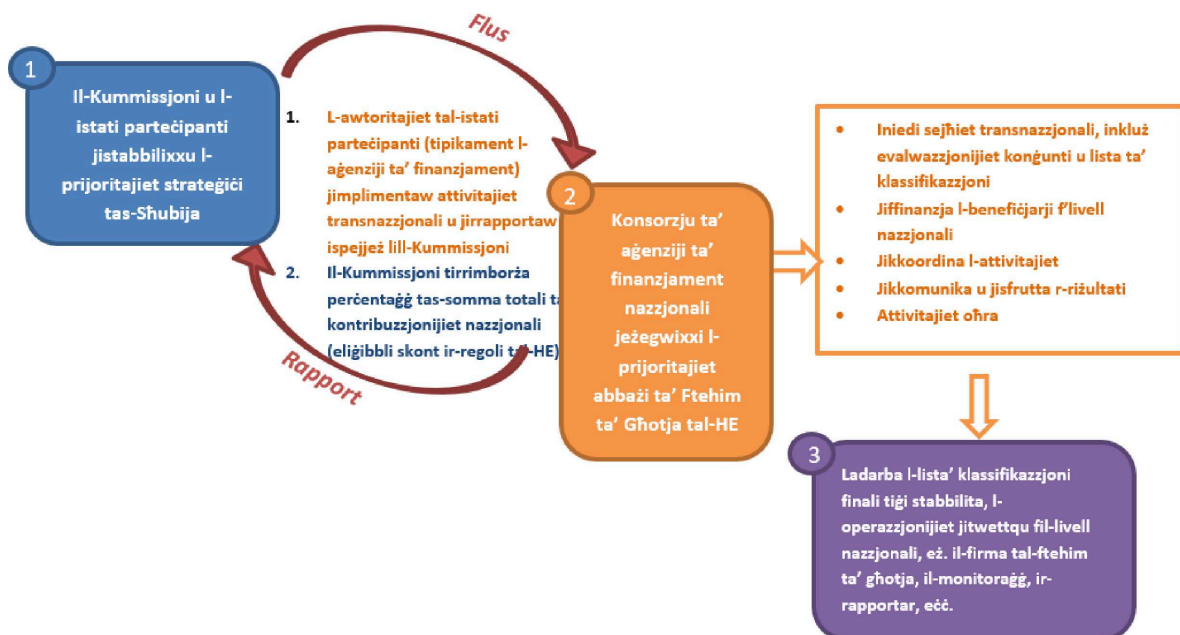 Flus
1
Il-Kummissjoni u l-
istati parteċipanti
jistabbilixxu l-
prijoritajiet strateġiċi
tas-Sħubija
1. L-awtoritajiet tal-istati
parteċipanti (tipikament l-
aġenziji ta’ finanzjament)
jimplimentaw attivitajiet
transnazzjonali u jirrapportaw
ispejjeż lill-Kummissjoni
2. Il-Kummissjoni tirrimborża
perċentaġġ tas-somma totali ta
kontribuzzjonijiet nazzjonali
(eliġibbli skont ir-regoli tal-HE)
Rapport
2
Konsorzju ta’
aġenziji ta’
finanzjament
nazzjonali
jeżegwixxi l-
prijoritajiet
abbażi ta’ Ftehim
ta’ Għotja tal-HE
• Iniedi sejħiet transnazzjonali, inkluż
evalwazzjonijiet konġunti u lista ta’
klassifikazzjoni
• Jiffinanzja l-benefiċjarji f’livell
nazzjonali
• Jikkoordina l-attivitajiet
• Jikkomunika u jisfrutta r-riżultati
• Attivitajiet oħra
3
Ladarba l-lista’ klassifikazzjoni
finali tiġi stabbilita, l-
operazzjonijiet jitwettqu fil-livell
nazzjonali, eż. il-firma tal-ftehim
ta’ għotja, il-monitoraġġ, ir-
rapportar, eċċ.